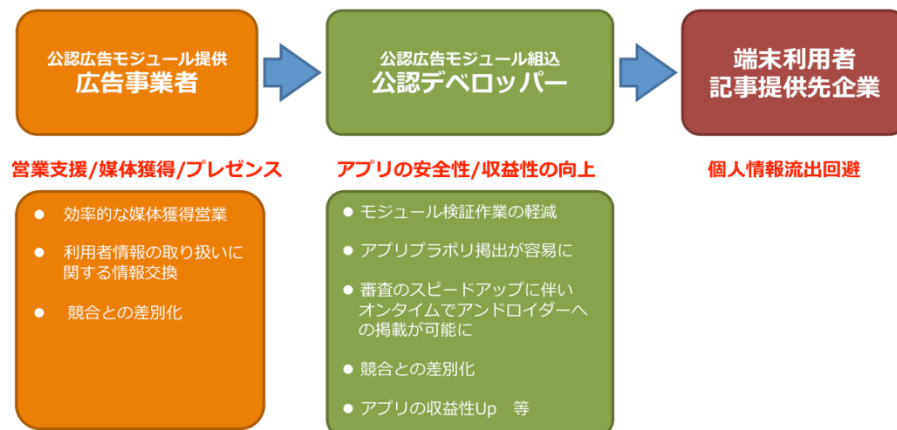 公認広告モジュール提供
広告事業者
公認広告モジュール組込
公認デベロッパー
端末利用者
記事提供先企業
営業支援/媒体獲得/プレゼンス
アプリの安全性/収益性の向上
個人情報流出回避
● 効率的な媒体獲得営業
● 利用者情報の取り扱いに
関する情報交換
● 競合との差別化
● モジュール検証作業の軽減
● アプリプラポリ掲出が容易に
● 審査のスピードアップに伴い
オンタイムでアンドロイダーへ
の掲載が可能に
● 競合との差別化
● アプリの収益性Up 等